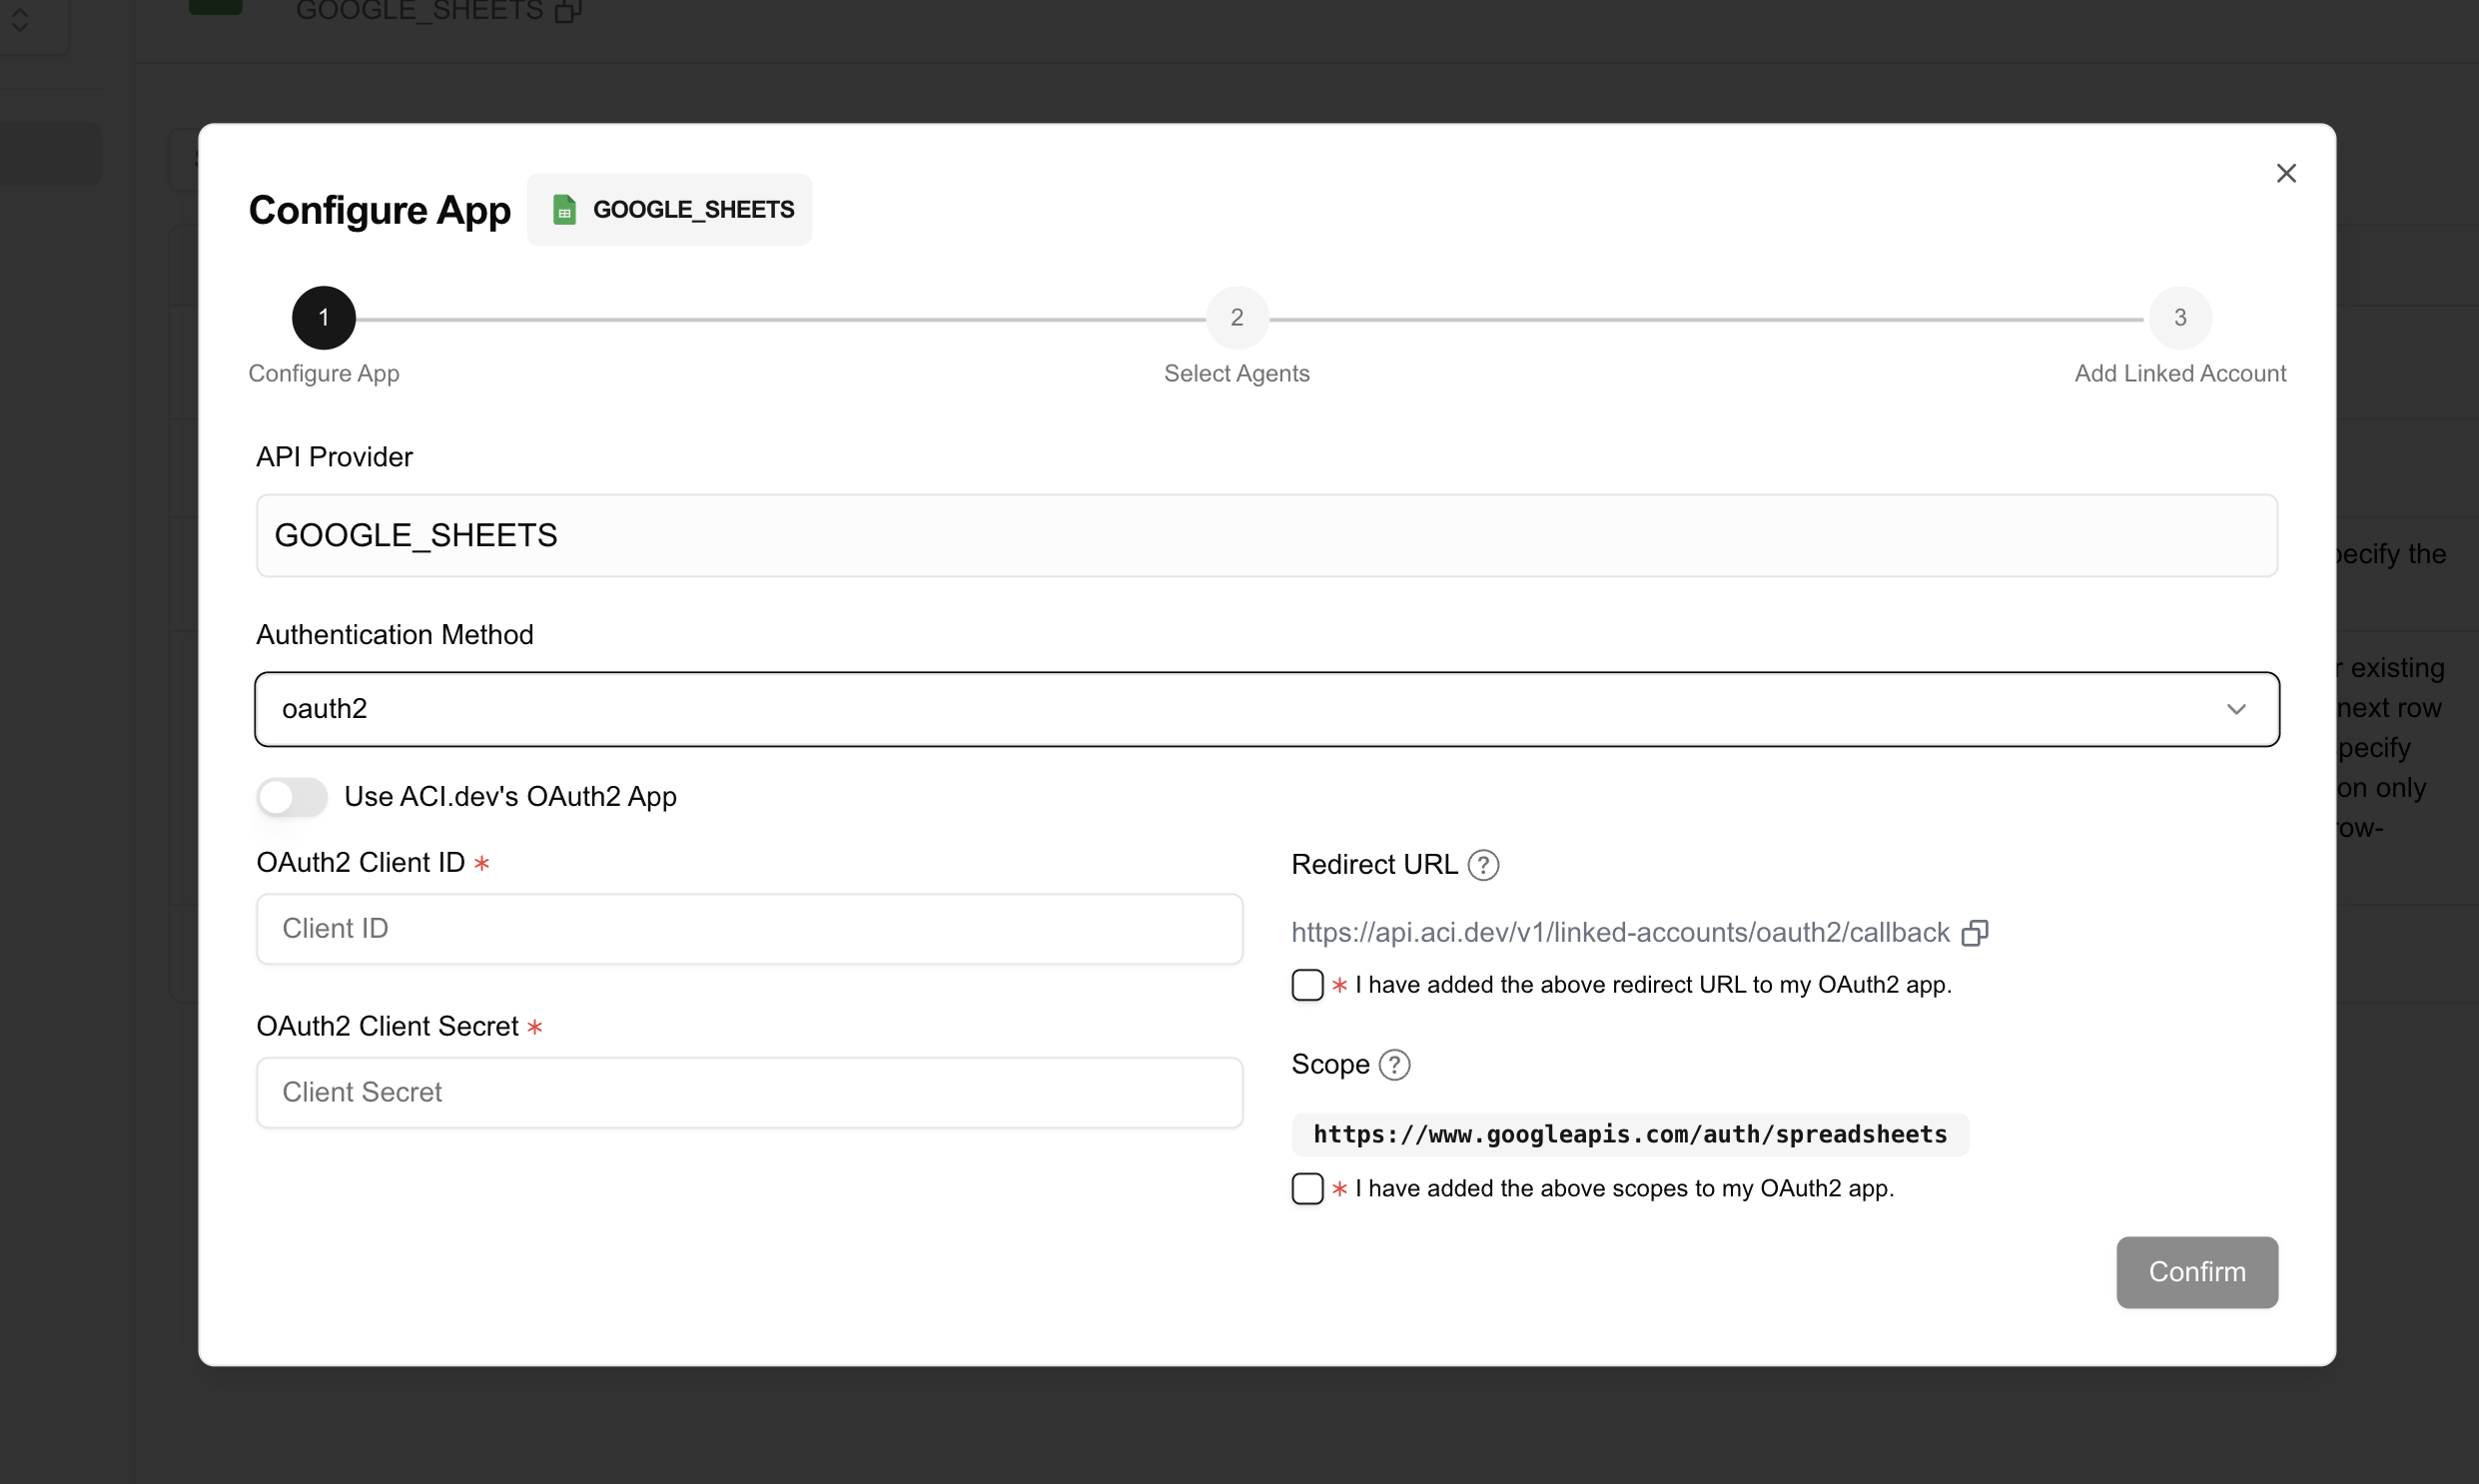 GOOGLE_SHEETS
Configure App
GOOGLE_SHEETS
1
2
3
Configure App
Select Agents
Add Linked Account
API Provider
GOOGLE_SHEETS
Authentication Method
oauth2
Use ACI.dev's OAuth2 App
OAuth2 Client ID *
Client ID
OAuth2 Client Secret *
Client Secret
Redirect URL ?
https://api.aci.dev/v1/linked-accounts/oauth2/callback
* I have added the above redirect URL to my OAuth2 app.
Scope ?
https://www.googleapis.com/auth/spreadsheets
* I have added the above scopes to my OAuth2 app.
Confirm
the
existing
next row
on only